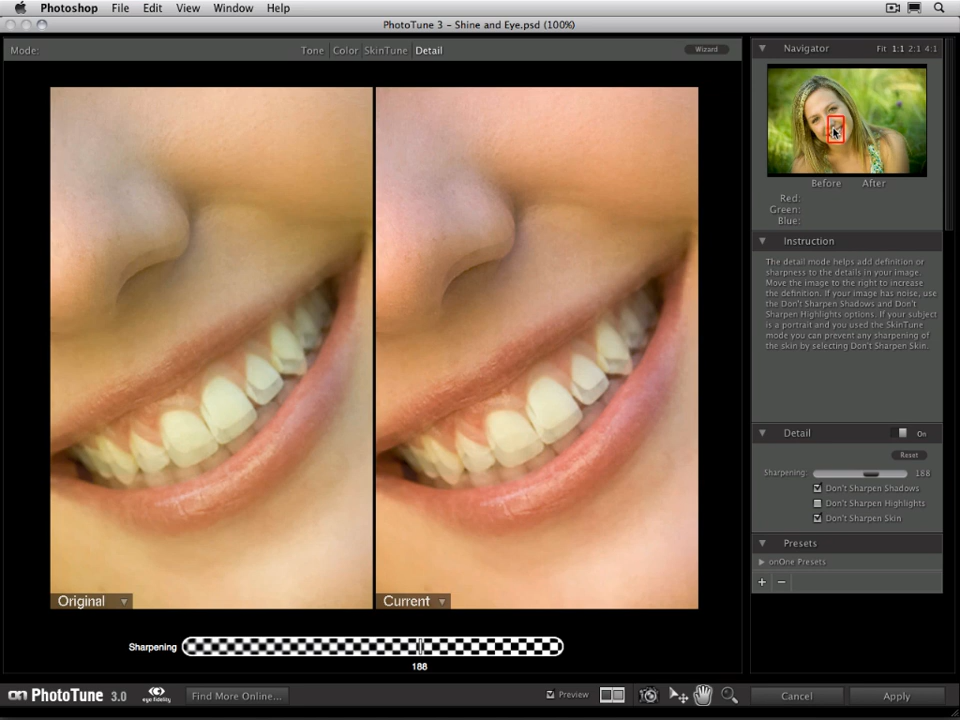 Photoshop File Edit View Window Help
PhotoTune 3 - Shine and Eye.psd (100%)
Mode: Tone Color SkinTune Detail Wizard
Navigator Fit 1:1 2:1 4:1
Before After
Red:
Green:
Blue:
Instruction
The detail mode helps add definition or
sharpness to the details in your image.
Move the image to the right to increase
the definition. If your image has noise, use
the Don't Sharpen Shadows and Don't
Sharpen Highlights options. If your subject
is a portrait and you used the SkinTune
mode you can prevent any sharpening of
the skin by selecting Don't Sharpen Skin.
Detail On
Reset
Sharpening: 188
Don't Sharpen Shadows
Don't Sharpen Highlights
Don't Sharpen Skin
Presets
onOne Presets
+ −
Original Current
Sharpening
188
on PhotoTune 3.0 eye fidelity Find More Online... Preview Cancel Apply